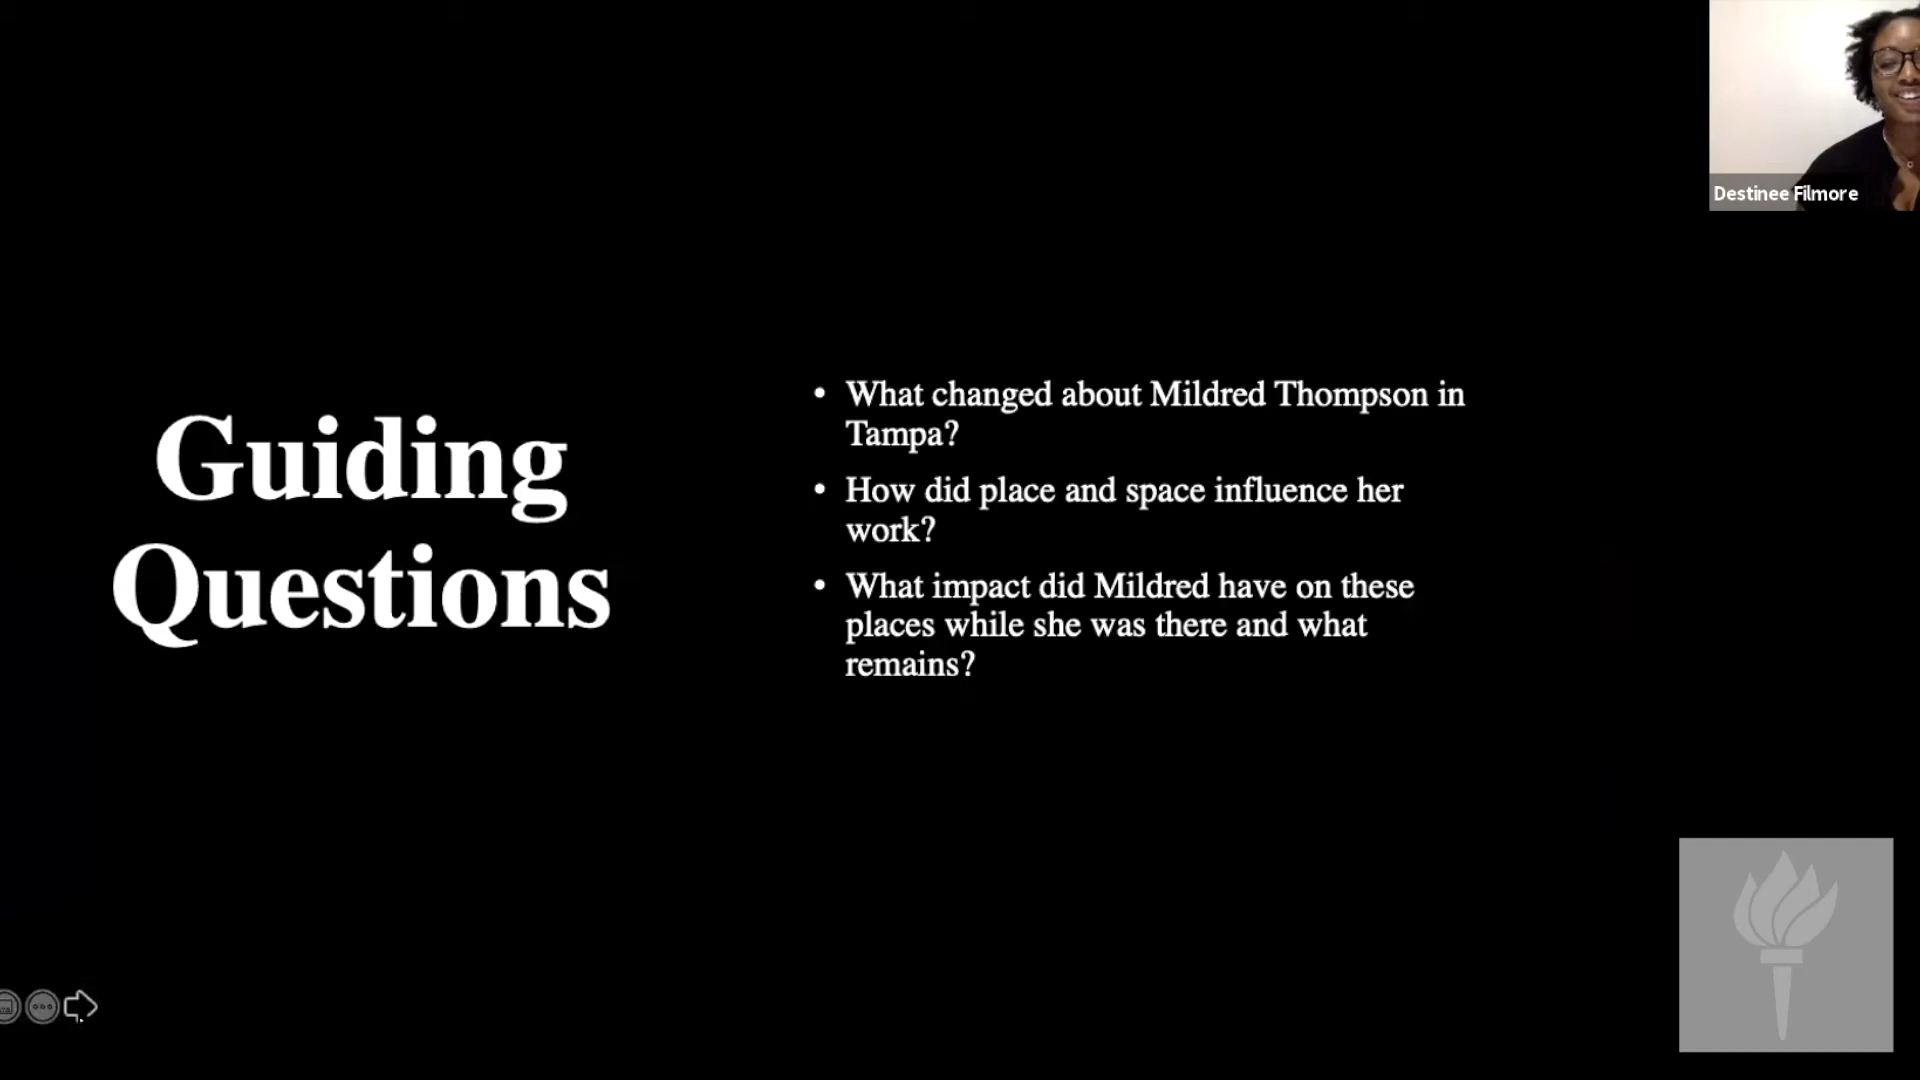 Destinee Filmore
Guiding
Questions
• What changed about Mildred Thompson in
Tampa?
• How did place and space influence her
work?
• What impact did Mildred have on these
places while she was there and what
remains?